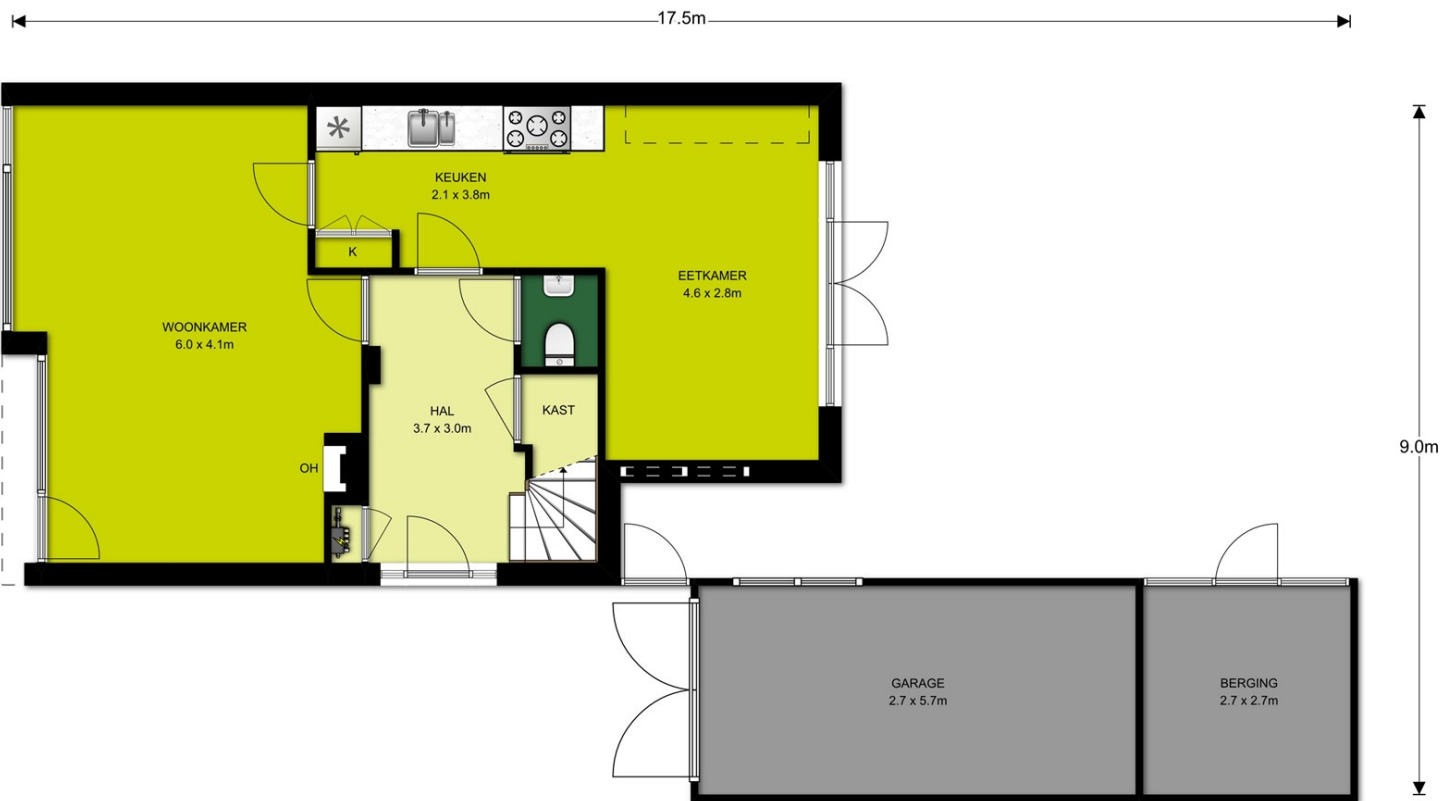 17.5m
KEUKEN
2.1 x 3.8m
K
EETKAMER
4.6 x 2.8m
WOONKAMER
6.0 x 4.1m
HAL
3.7 x 3.0m
KAST
OH
9.0m
GARAGE
2.7 x 5.7m
BERGING
2.7 x 2.7m